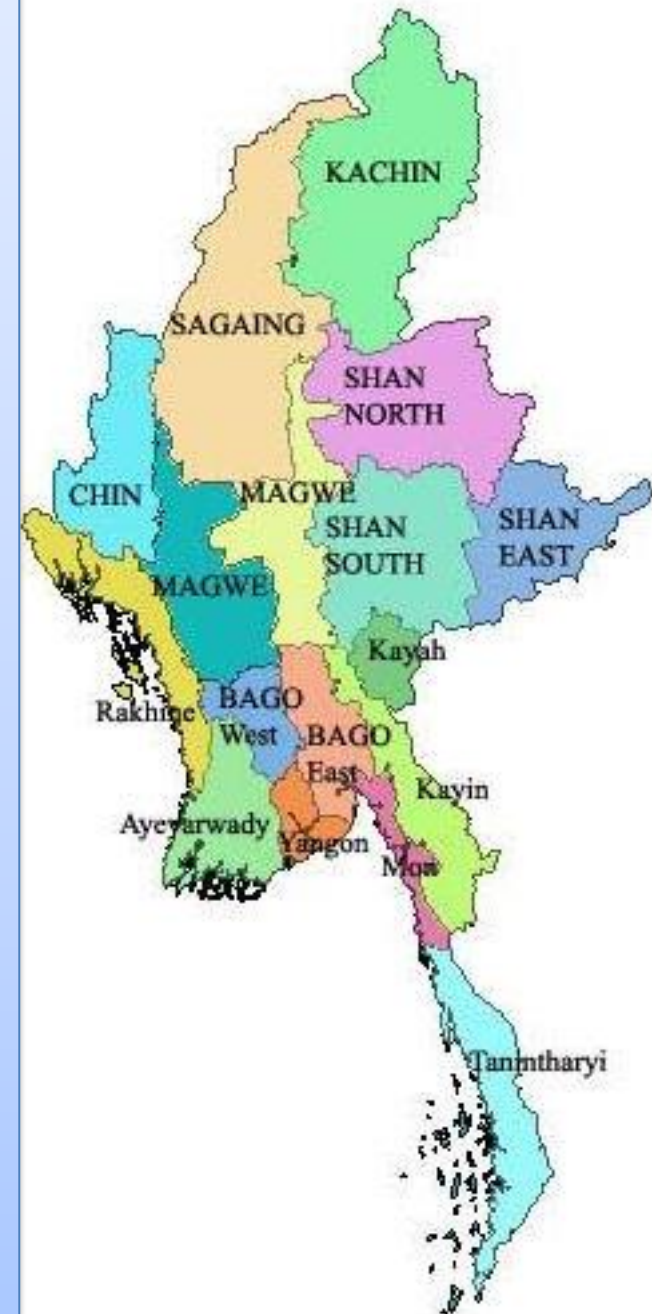 KACHIN
SAGAING
SHAN
NORTH
CHIN
MAGWE
SHAN
SOUTH
SHAN
EAST
MAGWE
Kayah
Rakhine
BAGO
West
BAGO
East
Kayin
Ayeyarwady
Yangon
Mon
Tanintharyi